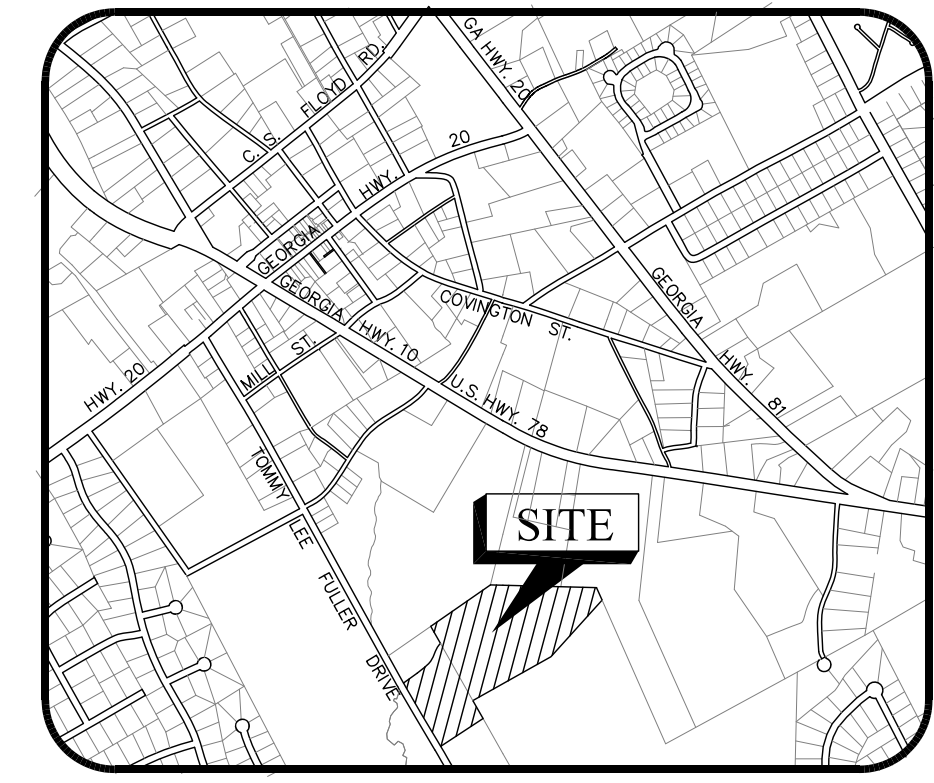 GA HWY. 20
C. S. FLOYD RD.
HWY. 20
GEORGIA
GEORGIA HWY. 10
COVINGTON ST.
GEORGIA HWY. 81
MILL ST.
HWY. 20
U.S. HWY. 78
TOMMY LEE FULLER DRIVE
SITE